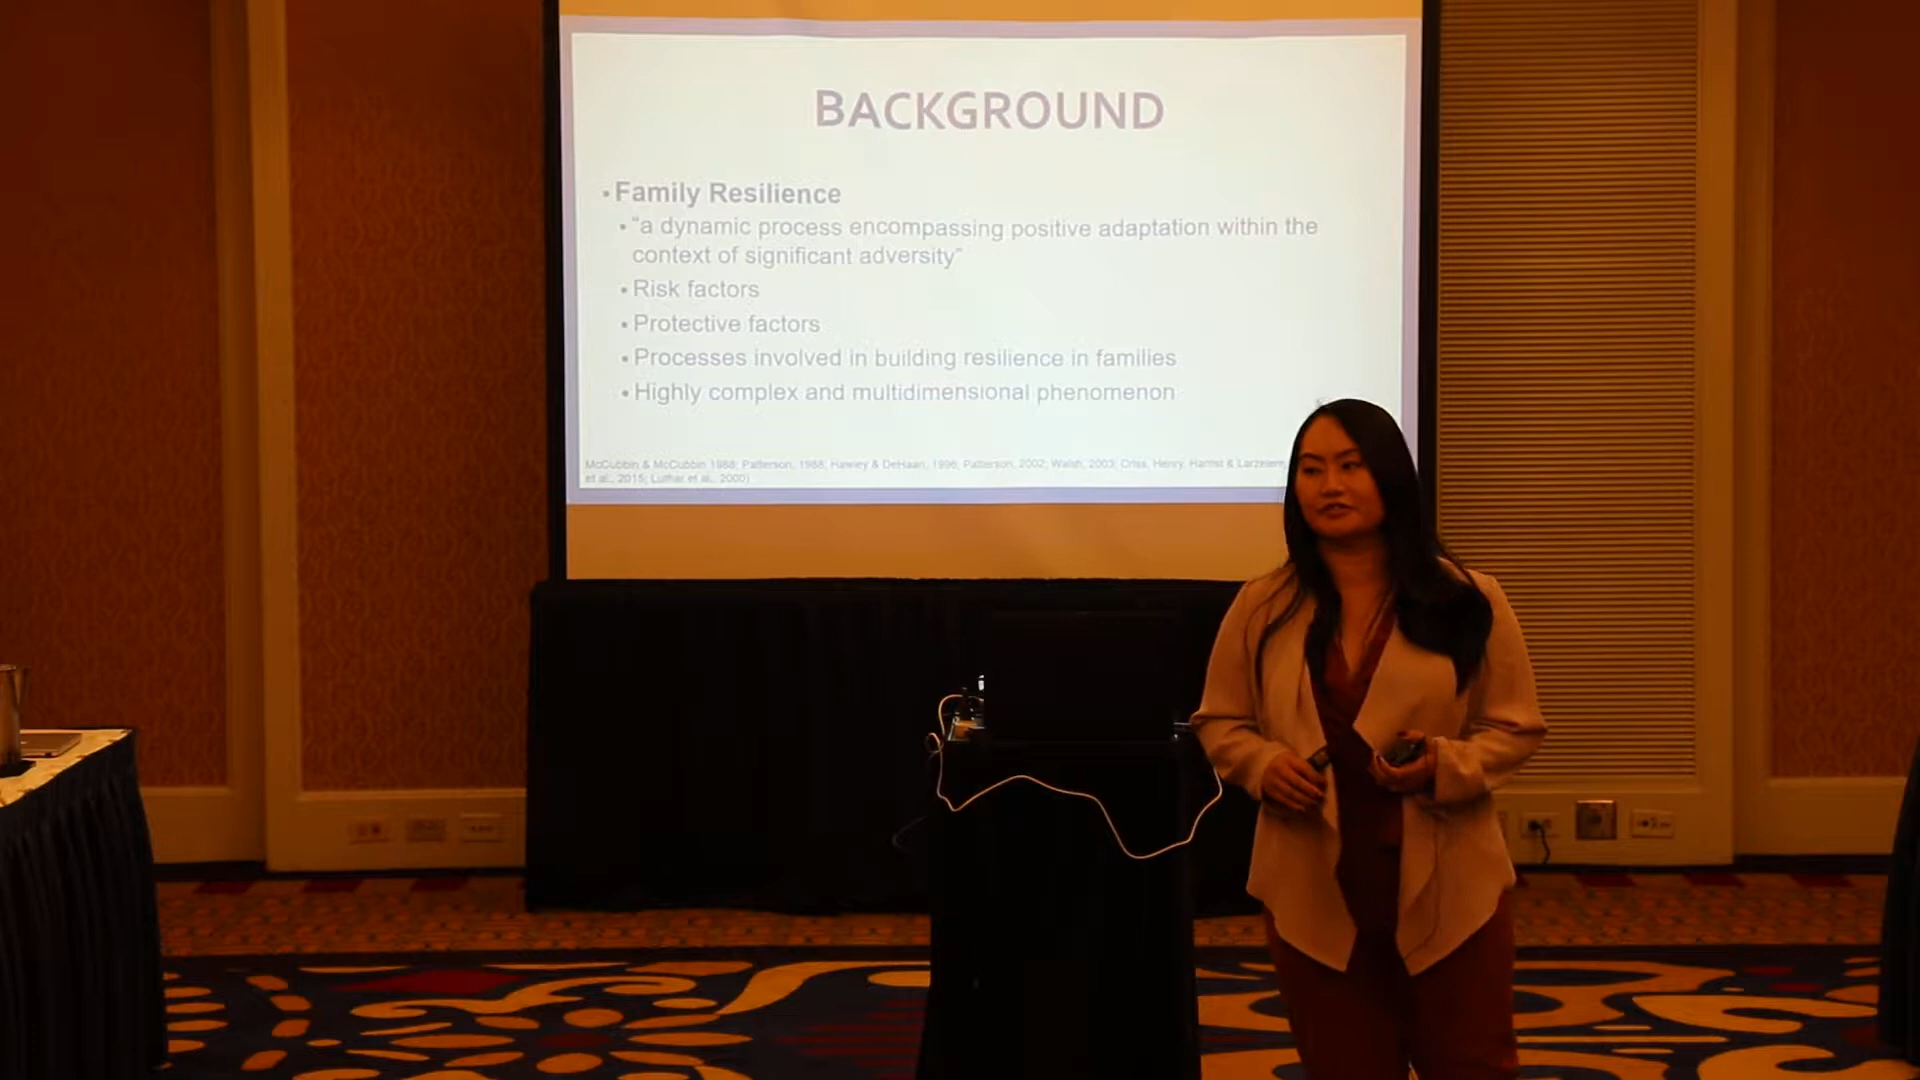 BACKGROUND
• Family Resilience
• “a dynamic process encompassing positive adaptation within the
context of significant adversity”
• Risk factors
• Protective factors
• Processes involved in building resilience in families
• Highly complex and multidimensional phenomenon
McCubbin & McCubbin 1988; Patterson, 1988; Hawley & DeHaan, 1996; Patterson, 2002; Walsh, 2003; Criss, Henry, Harrist & Larzelere,
et al., 2015; Luthar et al., 2000)